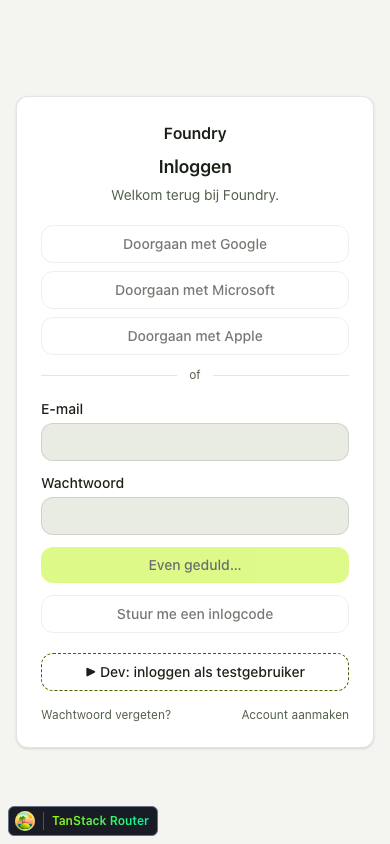 Foundry
Inloggen
Welkom terug bij Foundry.
Doorgaan met Google
Doorgaan met Microsoft
Doorgaan met Apple
of
E-mail
Wachtwoord
Even geduld...
Stuur me een inlogcode
▶ Dev: inloggen als testgebruiker
Wachtwoord vergeten? Account aanmaken
TanStack Router